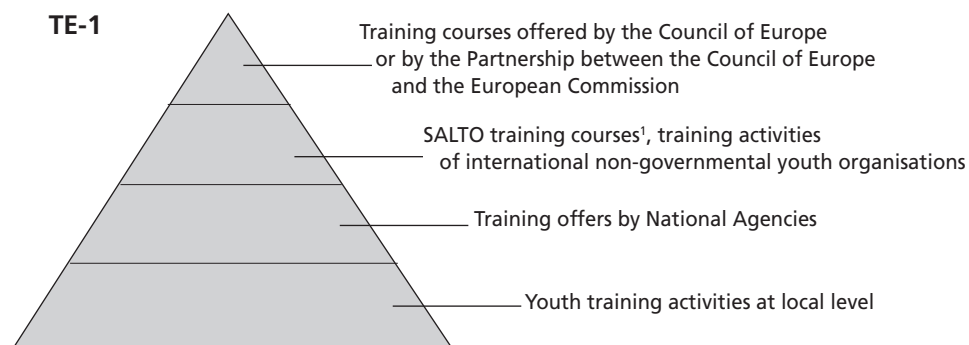 TE-1
Training courses offered by the Council of Europe
or by the Partnership between the Council of Europe
and the European Commission
SALTO training courses¹, training activities
of international non-governmental youth organisations
Training offers by National Agencies
Youth training activities at local level